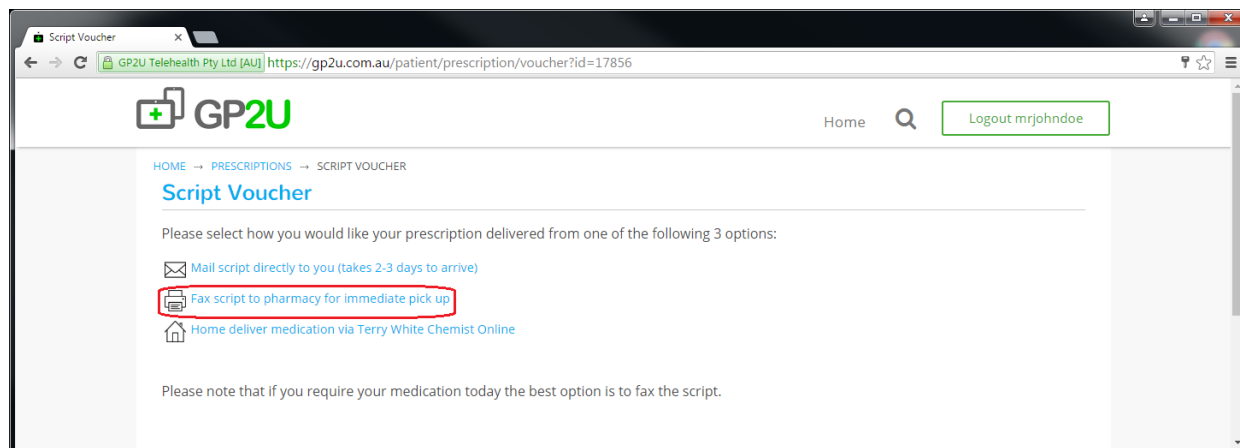 Script Voucher
GP2U Telehealth Pty Ltd [AU] https://gp2u.com.au/patient/prescription/voucher?id=17856
GP2U
Home
Logout mrjohndoe
HOME → PRESCRIPTIONS → SCRIPT VOUCHER
Script Voucher
Please select how you would like your prescription delivered from one of the following 3 options:
Mail script directly to you (takes 2-3 days to arrive)
Fax script to pharmacy for immediate pick up
Home deliver medication via Terry White Chemist Online
Please note that if you require your medication today the best option is to fax the script.